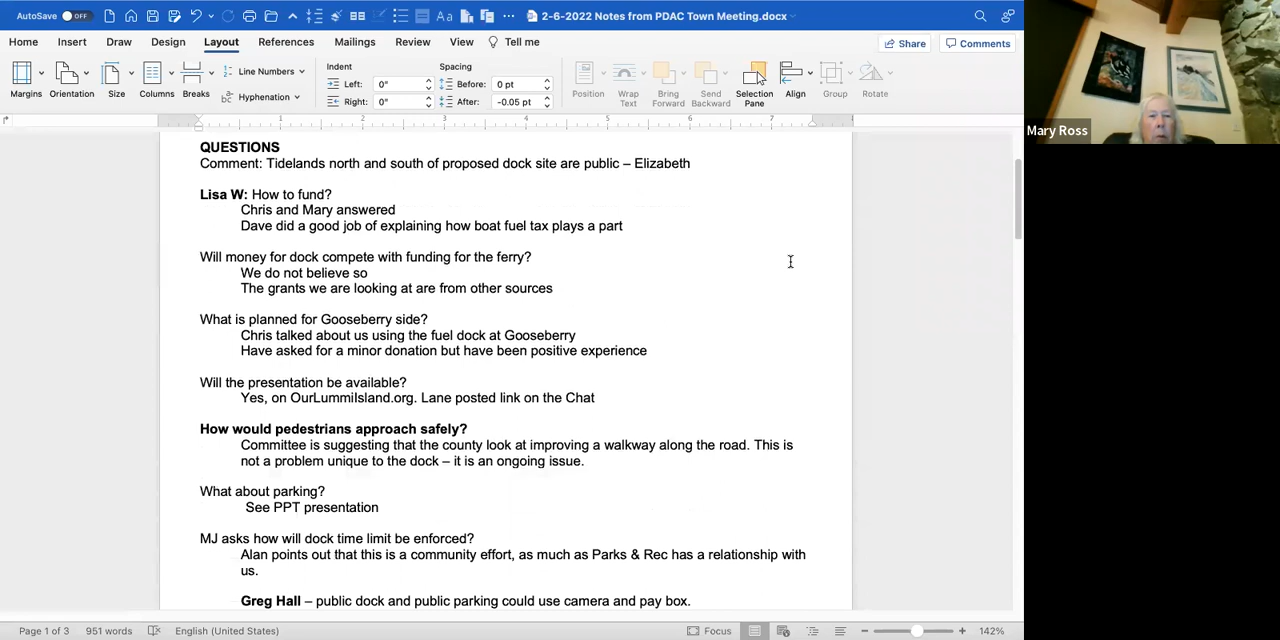 AutoSave OFF 2-6-2022 Notes from PDAC Town Meeting.docx
Home Insert Draw Design Layout References Mailings Review View Tell me Share Comments
Margins Orientation Size Columns Breaks Line Numbers Hyphenation
Indent Left: 0" Right: 0"
Spacing Before: 0 pt After: -0.05 pt
Position Wrap Text Bring Forward Send Backward Selection Pane Align Group Rotate
1 2 3 4 5 6 7
Mary Ross
QUESTIONS
Comment: Tidelands north and south of proposed dock site are public – Elizabeth
Lisa W: How to fund?
Chris and Mary answered
Dave did a good job of explaining how boat fuel tax plays a part
Will money for dock compete with funding for the ferry?
We do not believe so
The grants we are looking at are from other sources
What is planned for Gooseberry side?
Chris talked about us using the fuel dock at Gooseberry
Have asked for a minor donation but have been positive experience
Will the presentation be available?
Yes, on OurLummiIsland.org. Lane posted link on the Chat
How would pedestrians approach safely?
Committee is suggesting that the county look at improving a walkway along the road. This is
not a problem unique to the dock – it is an ongoing issue.
What about parking?
See PPT presentation
MJ asks how will dock time limit be enforced?
Alan points out that this is a community effort, as much as Parks & Rec has a relationship with
us.
Greg Hall – public dock and public parking could use camera and pay box.
Page 1 of 3 951 words English (United States) Focus 142%